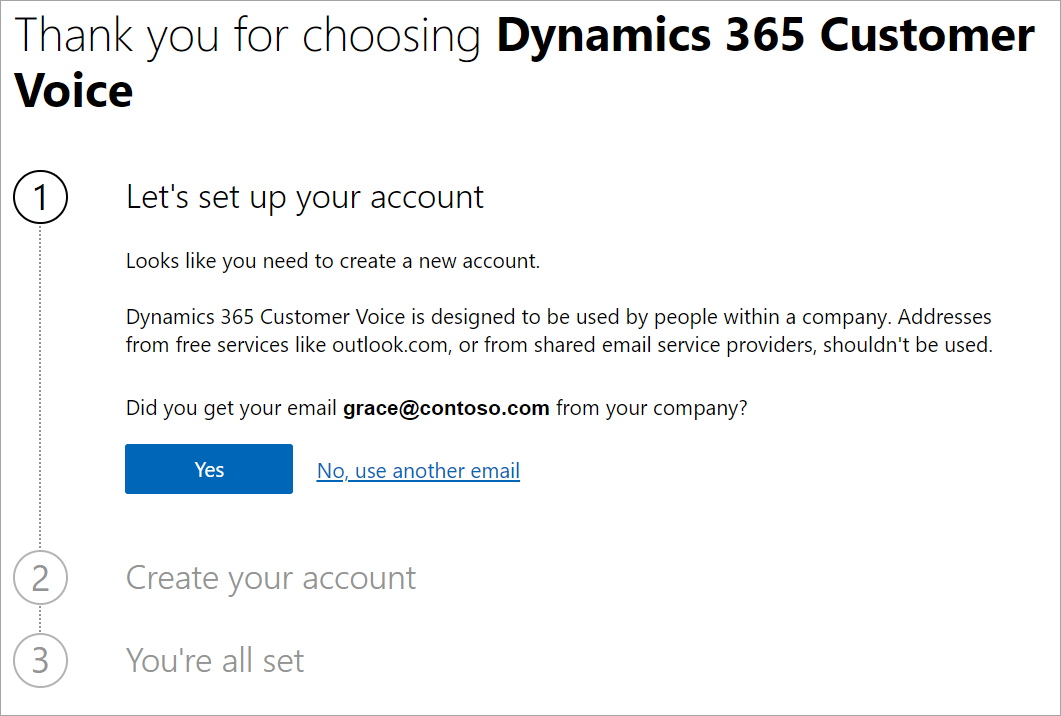 Thank you for choosing Dynamics 365 Customer
Voice
1
Let's set up your account
Looks like you need to create a new account.
Dynamics 365 Customer Voice is designed to be used by people within a company. Addresses
from free services like outlook.com, or from shared email service providers, shouldn't be used.
Did you get your email grace@contoso.com from your company?
Yes
No, use another email
2
Create your account
3
You're all set